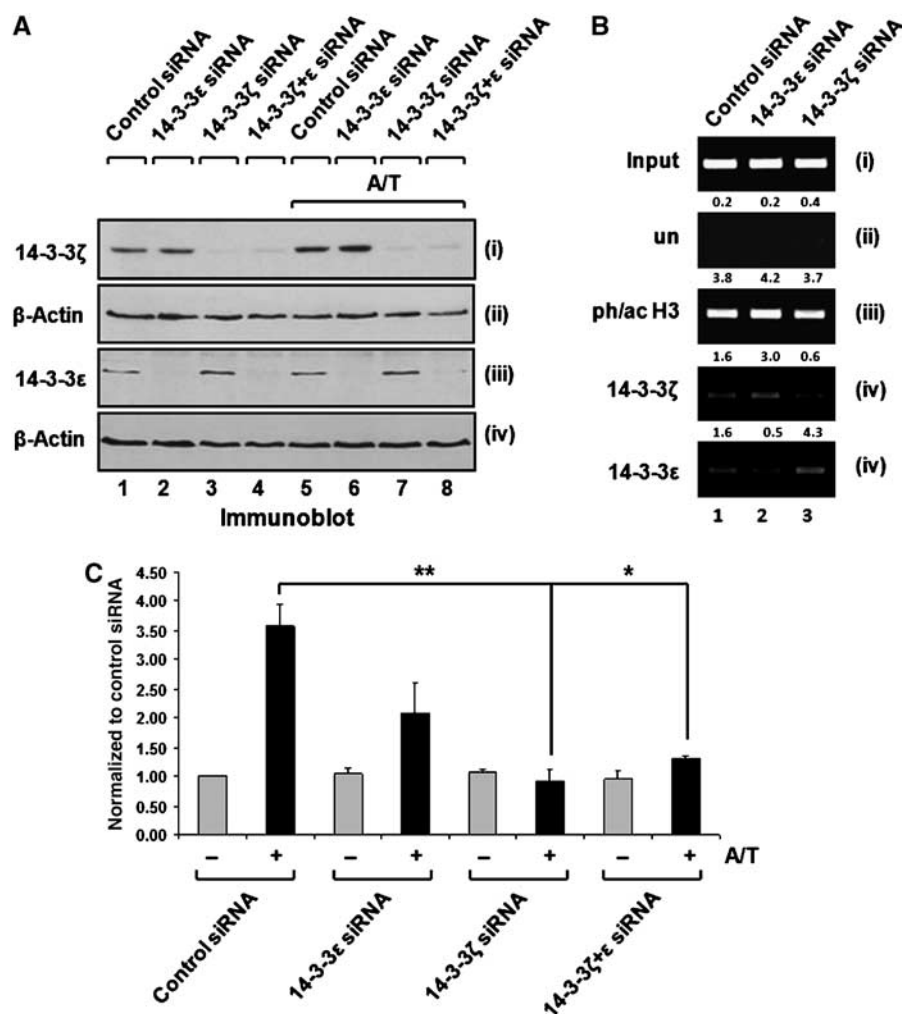 A
Control siRNA
14-3-3ε siRNA
14-3-3ζ siRNA
14-3-3ζ+ε siRNA
Control siRNA
14-3-3ε siRNA
14-3-3ζ siRNA
14-3-3ζ+ε siRNA
A/T
14-3-3ζ (i)
β-Actin (ii)
14-3-3ε (iii)
β-Actin (iv)
1 2 3 4 5 6 7 8
Immunoblot
B
Control siRNA
14-3-3ε siRNA
14-3-3ζ siRNA
Input (i)
0.2 0.2 0.4
un (ii)
3.8 4.2 3.7
ph/ac H3 (iii)
1.6 3.0 0.6
14-3-3ζ (iv)
1.6 0.5 4.3
14-3-3ε (iv)
1 2 3
C
Normalized to control siRNA
4.50
4.00
3.50
3.00
2.50
2.00
1.50
1.00
0.50
0.00
** *
– + – + – + – + A/T
Control siRNA
14-3-3ε siRNA
14-3-3ζ siRNA
14-3-3ζ+ε siRNA